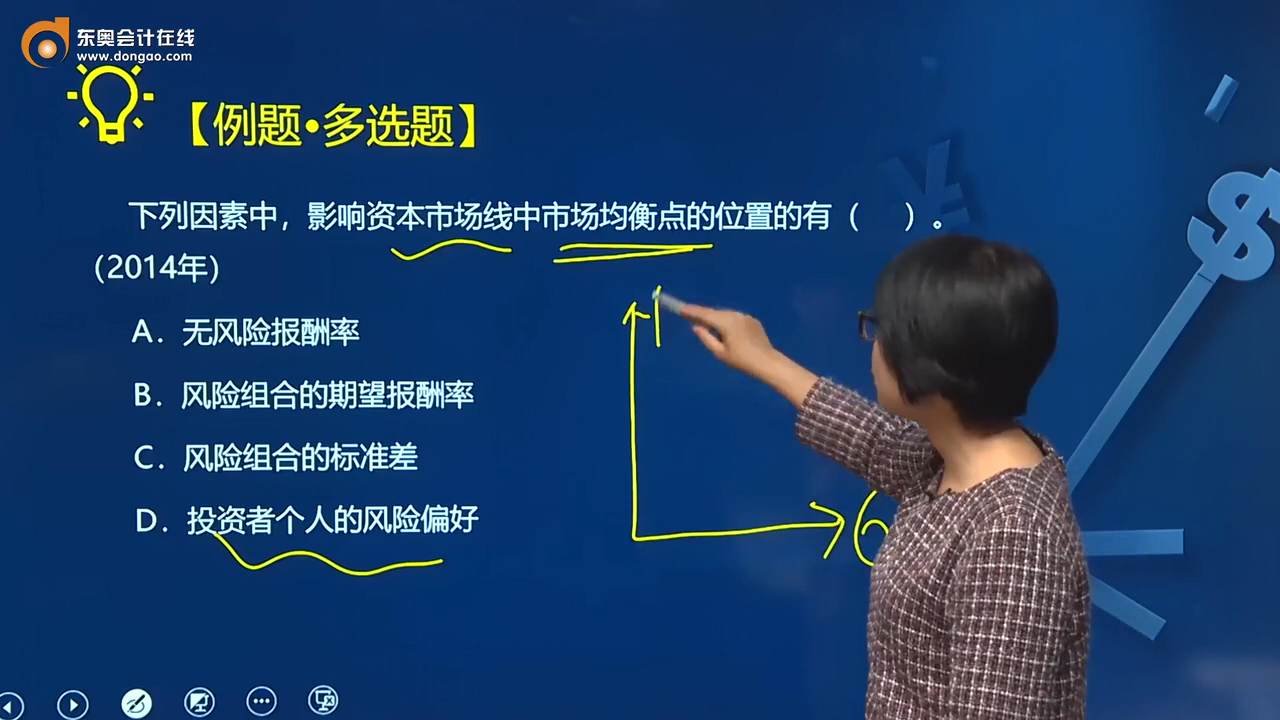 东奥会计在线
www.dongao.com
【例题•多选题】
下列因素中，影响资本市场线中市场均衡点的位置的有（　）。
(2014年)
A．无风险报酬率
B．风险组合的期望报酬率
C．风险组合的标准差
D．投资者个人的风险偏好